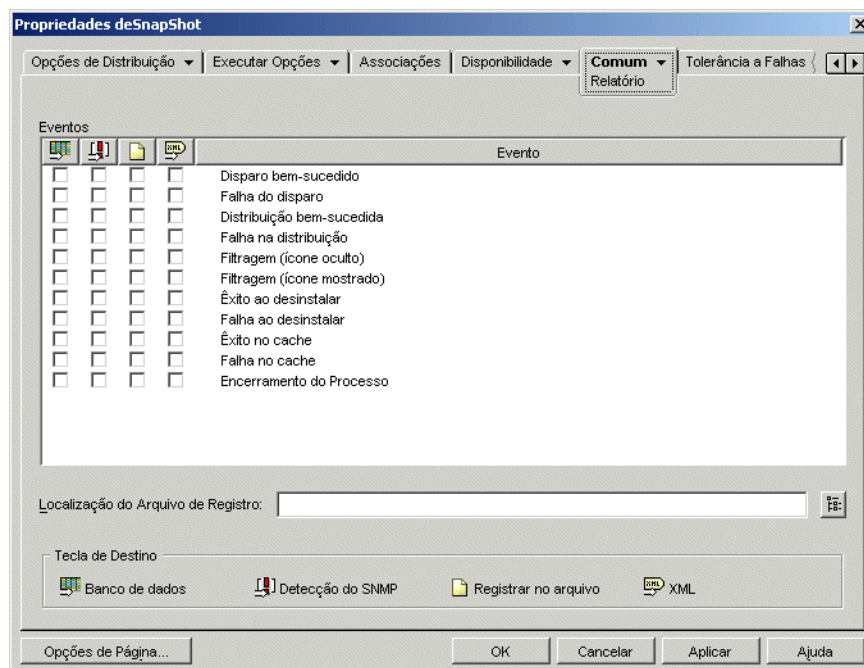 Propriedades deSnapShot
Opções de Distribuição Executar Opções Associações Disponibilidade Comum Tolerância a Falhas
Relatório
Eventos
XML Evento
Disparo bem-sucedido
Falha do disparo
Distribuição bem-sucedida
Falha na distribuição
Filtragem (ícone oculto)
Filtragem (ícone mostrado)
Êxito ao desinstalar
Falha ao desinstalar
Êxito no cache
Falha no cache
Encerramento do Processo
Localização do Arquivo de Registro:
Tecla de Destino
Banco de dados Detecção do SNMP Registrar no arquivo XML XML
Opções de Página... OK Cancelar Aplicar Ajuda